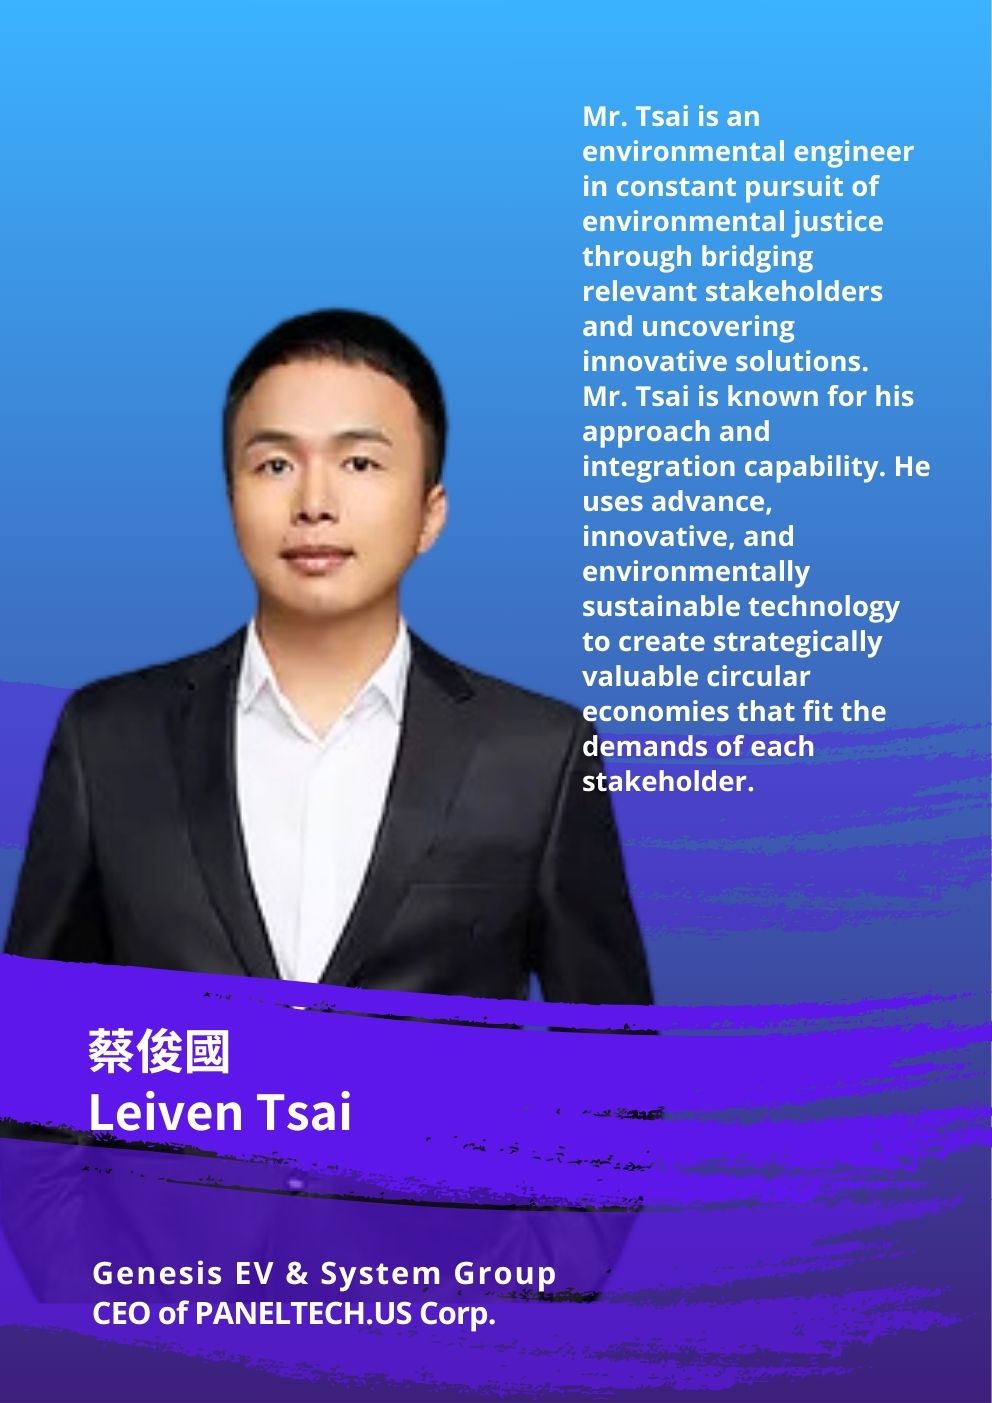 Mr. Tsai is an
environmental engineer
in constant pursuit of
environmental justice
through bridging
relevant stakeholders
and uncovering
innovative solutions.
Mr. Tsai is known for his
approach and
integration capability. He
uses advance,
innovative, and
environmentally
sustainable technology
to create strategically
valuable circular
economies that fit the
demands of each
stakeholder.
蔡俊國
Leiven Tsai
Genesis EV & System Group
CEO of PANELTECH.US Corp.